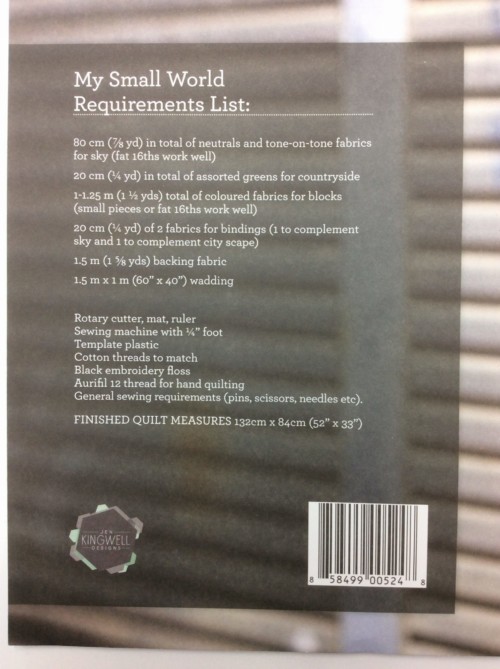 My Small World
Requirements List:
80 cm (⅞ yd) in total of neutrals and tone-on-tone fabrics
for sky (fat 16ths work well)
20 cm (¼ yd) in total of assorted greens for countryside
1-1.25 m (1 ½ yds) total of coloured fabrics for blocks
(small pieces or fat 16ths work well)
20 cm (¼ yd) of 2 fabrics for bindings (1 to complement
sky and 1 to complement city scape)
1.5 m (1 ⅝ yds) backing fabric
1.5 m x 1 m (60” x 40”) wadding
Rotary cutter, mat, ruler
Sewing machine with ¼” foot
Template plastic
Cotton threads to match
Black embroidery floss
Aurifil 12 thread for hand quilting
General sewing requirements (pins, scissors, needles etc).
FINISHED QUILT MEASURES 132cm x 84cm (52” x 33”)
JEN
KINGWELL
DESIGNS
8 58499 00524 8